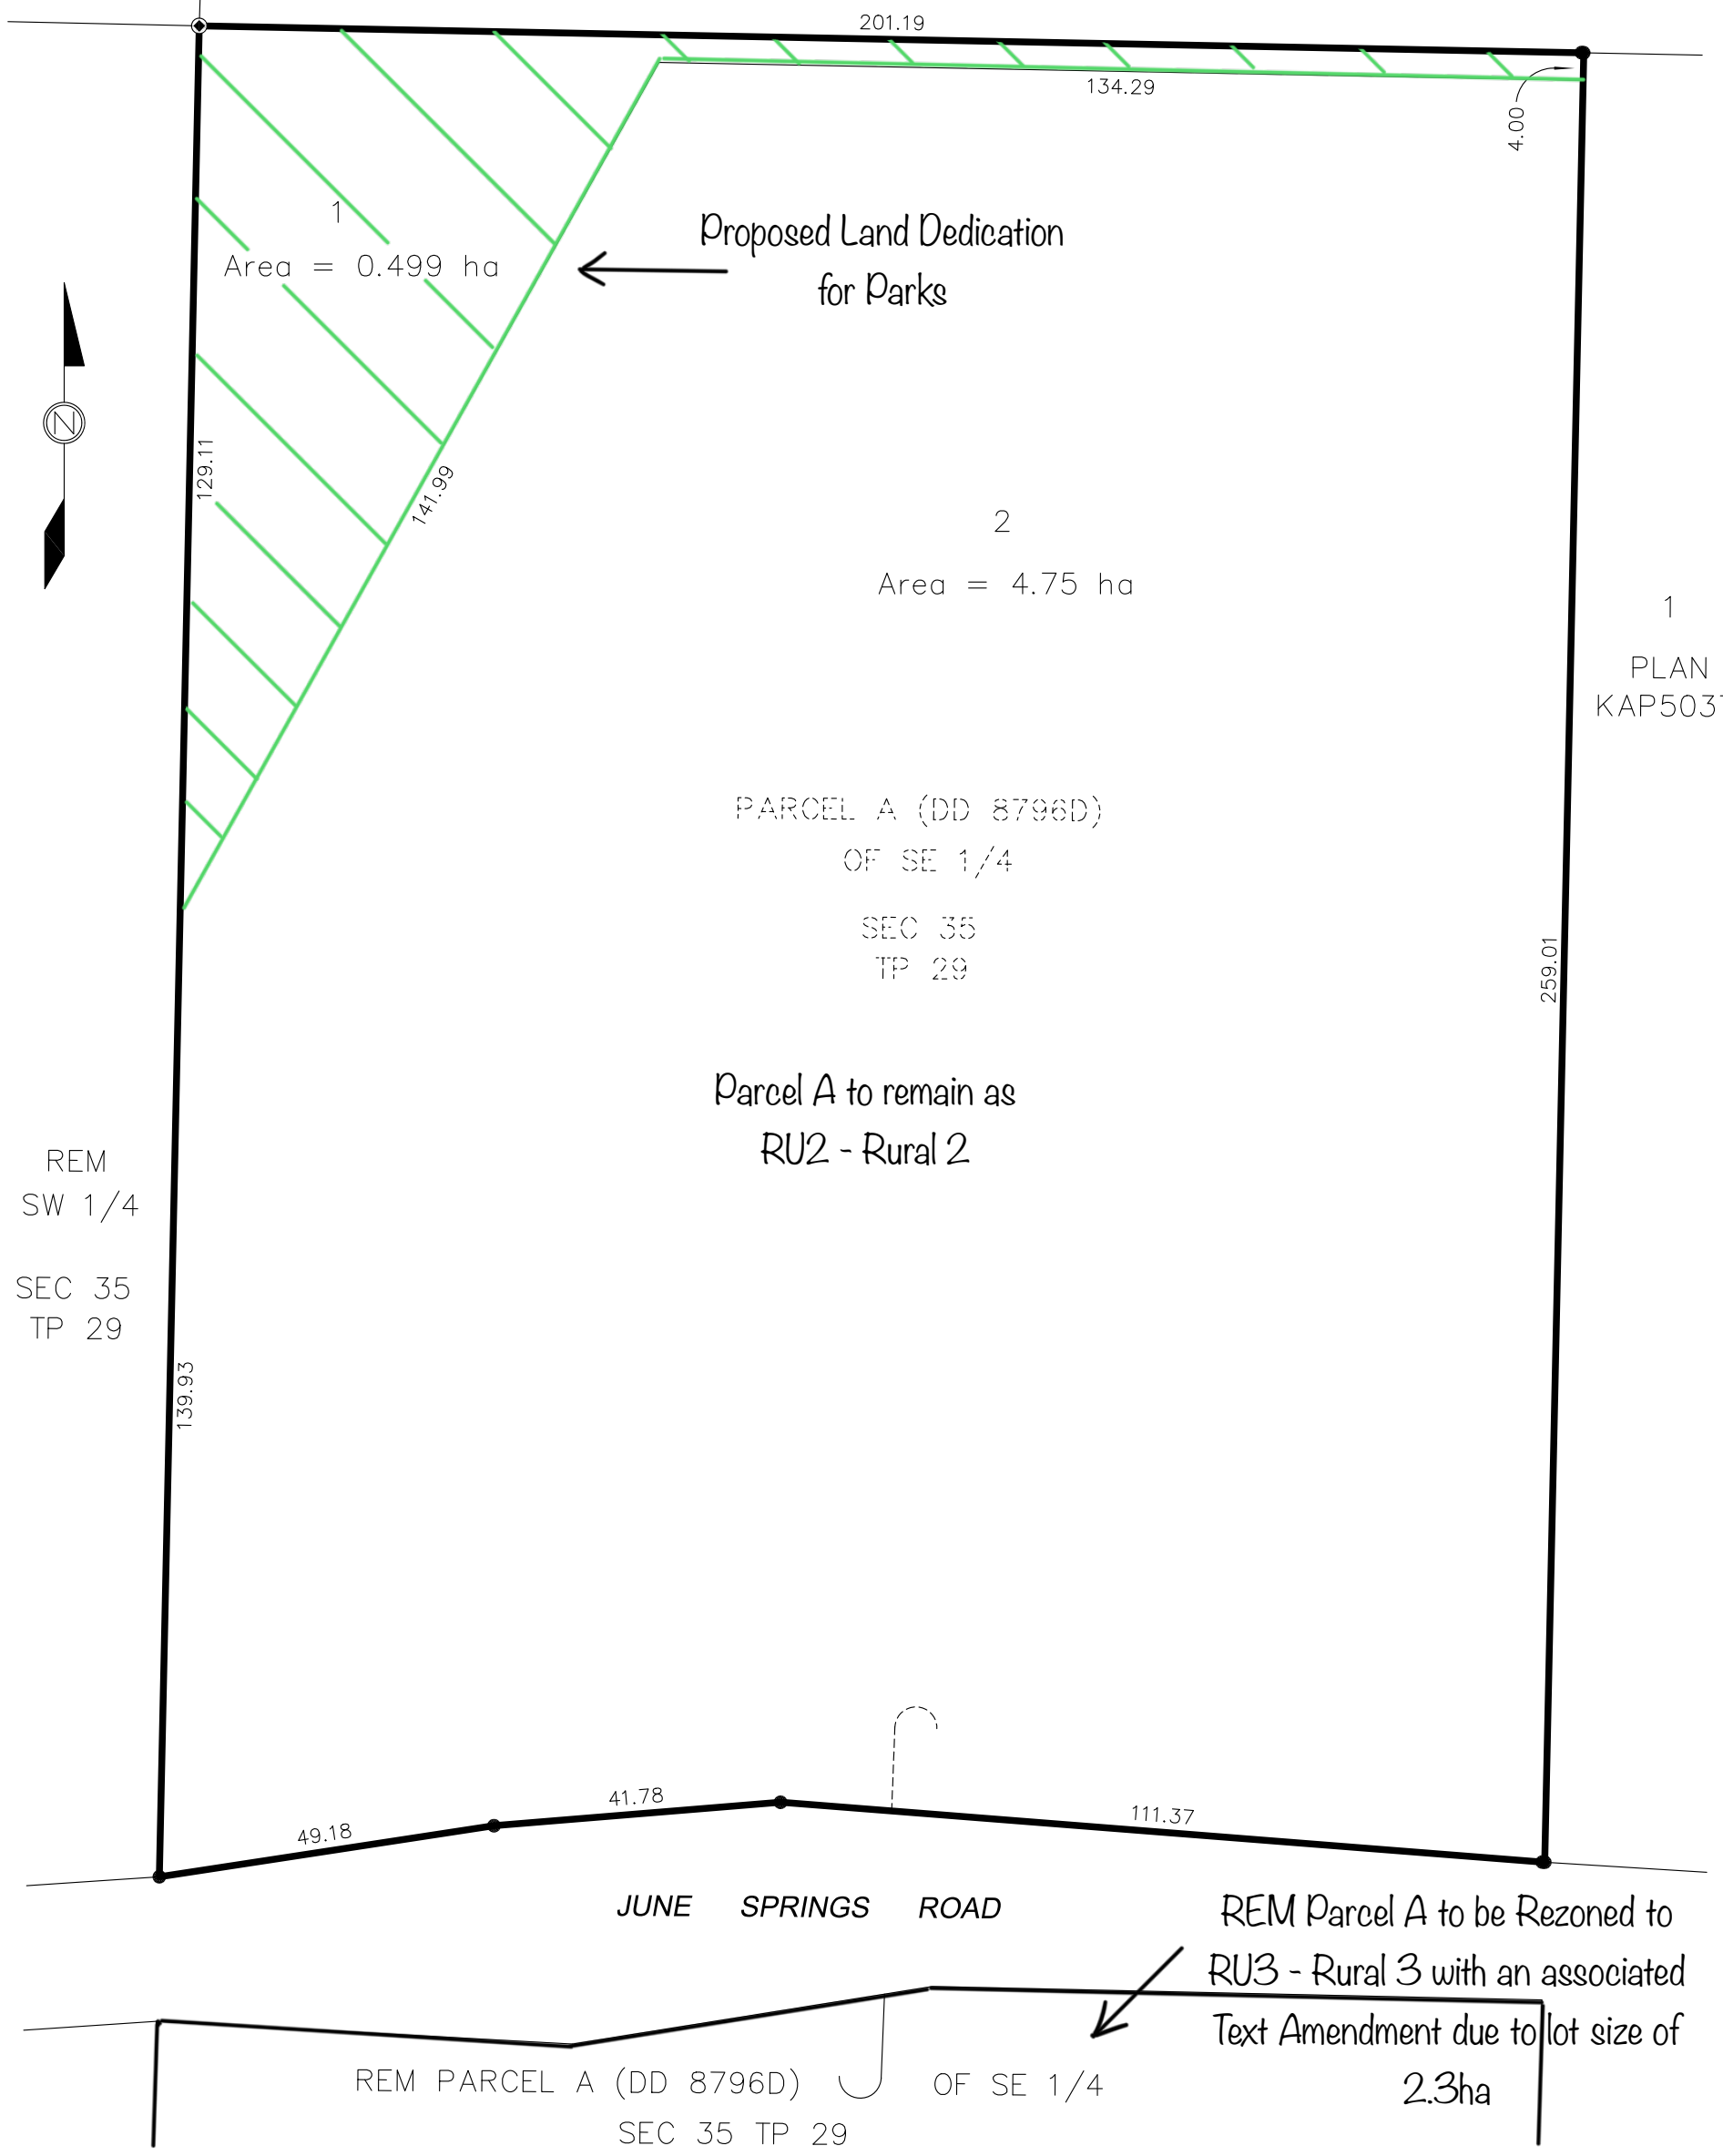 201.19
134.29
4.00
1
Area = 0.499 ha
Proposed Land Dedication
for Parks
N
129.11
141.99
2
Area = 4.75 ha
1
PLAN
KAP503
PARCEL A (DD 8796D)
OF SE 1/4
SEC 35
TP 29
259.01
Parcel A to remain as
RU2 - Rural 2
REM
SW 1/4
SEC 35
TP 29
139.93
49.18
41.78
111.37
JUNE SPRINGS ROAD
REM Parcel A to be Rezoned to
RU3 - Rural 3 with an associated
Text Amendment due to lot size of
2.3ha
REM PARCEL A (DD 8796D) OF SE 1/4
SEC 35 TP 29